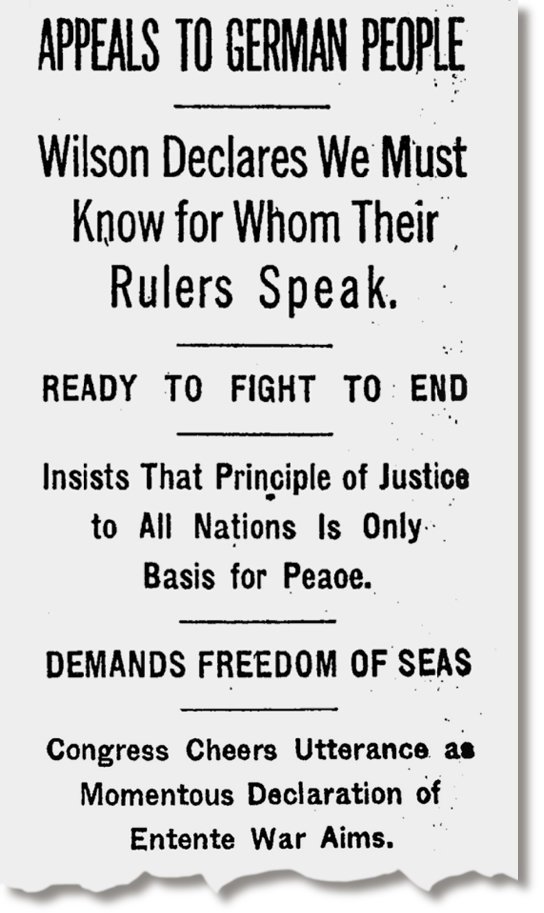 APPEALS TO GERMAN PEOPLE
Wilson Declares We Must
Know for Whom Their
Rulers Speak.
READY TO FIGHT TO END
Insists That Principle of Justice
to All Nations Is Only
Basis for Peace.
DEMANDS FREEDOM OF SEAS
Congress Cheers Utterance as
Momentous Declaration of
Entente War Aims.